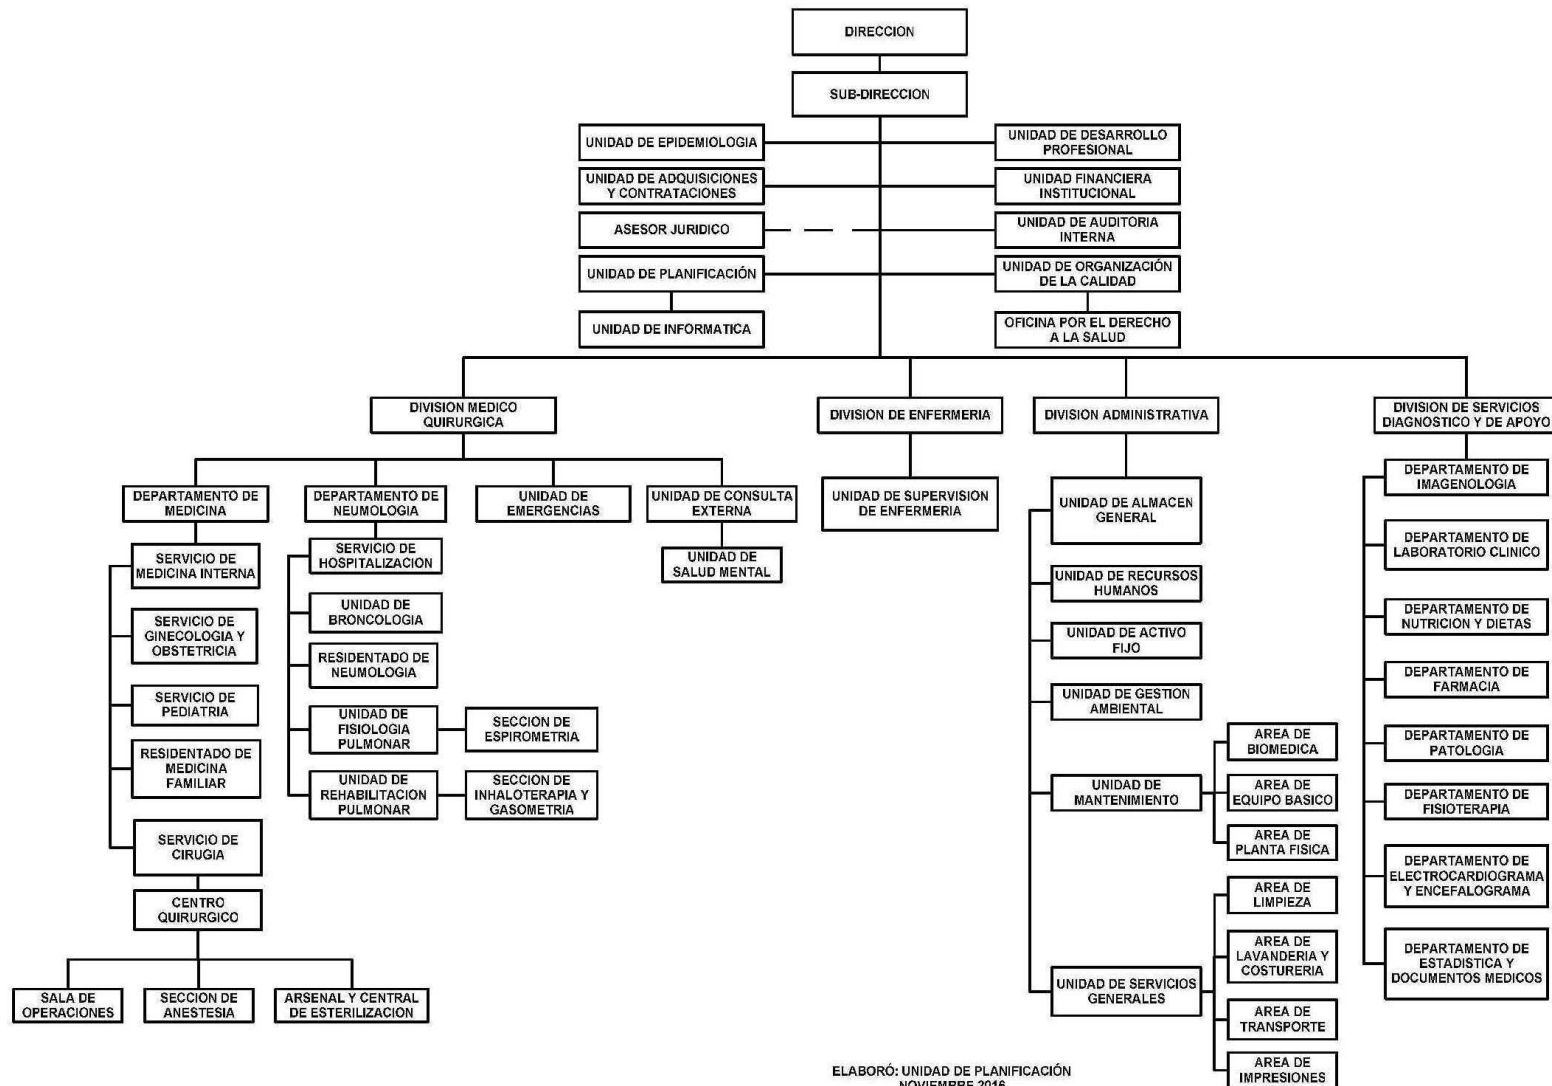 DIRECCION
SUB-DIRECCION
UNIDAD DE EPIDEMIOLOGIA
UNIDAD DE DESARROLLO
PROFESIONAL
UNIDAD DE ADQUISICIONES
Y CONTRATACIONES
UNIDAD FINANCIERA
INSTITUCIONAL
ASESOR JURIDICO
UNIDAD DE AUDITORIA
INTERNA
UNIDAD DE PLANIFICACIÓN
UNIDAD DE ORGANIZACIÓN
DE LA CALIDAD
UNIDAD DE INFORMATICA
OFICINA POR EL DERECHO
A LA SALUD
DIVISION MEDICO
QUIRURGICA
DIVISION DE ENFERMERIA
DIVISION ADMINISTRATIVA
DIVISION DE SERVICIOS
DIAGNOSTICO Y DE APOYO
DEPARTAMENTO DE
MEDICINA
DEPARTAMENTO DE
NEUMOLOGIA
UNIDAD DE
EMERGENCIAS
UNIDAD DE CONSULTA
EXTERNA
UNIDAD DE SALUD MENTAL
SERVICIO DE
MEDICINA INTERNA
SERVICIO DE
GINECOLOGIA Y
OBSTETRICIA
SERVICIO DE
PEDIATRIA
RESIDENTADO DE
MEDICINA
FAMILIAR
SERVICIO DE
CIRUGIA
CENTRO
QUIRURGICO
SALA DE
OPERACIONES
SECCION DE
ANESTESIA
ARSENAL Y CENTRAL
DE ESTERILIZACION
SERVICIO DE
HOSPITALIZACION
UNIDAD DE
BRONCOLOGIA
RESIDENTADO DE
NEUMOLOGIA
UNIDAD DE
FISIOLOGIA
PULMONAR
SECCION DE
ESPIROMETRIA
UNIDAD DE
REHABILITACION
PULMONAR
SECCION DE
INHALOTERAPIA Y
GASOMETRIA
UNIDAD DE SUPERVISION
DE ENFERMERIA
UNIDAD DE ALMACEN
GENERAL
UNIDAD DE RECURSOS
HUMANOS
UNIDAD DE ACTIVO
FIJO
UNIDAD DE GESTION
AMBIENTAL
UNIDAD DE
MANTENIMIENTO
AREA DE
BIOMEDICA
AREA DE
EQUIPO BASICO
AREA DE
PLANTA FISICA
UNIDAD DE SERVICIOS
GENERALES
AREA DE
LIMPIEZA
AREA DE
LAVANDERIA Y
COSTURERIA
AREA DE
TRANSPORTE
AREA DE
IMPRESIONES
DEPARTAMENTO DE
IMAGENOLOGIA
DEPARTAMENTO DE
LABORATORIO CLINICO
DEPARTAMENTO DE
NUTRICION Y DIETAS
DEPARTAMENTO DE
FARMACIA
DEPARTAMENTO DE
PATOLOGIA
DEPARTAMENTO DE
FISIOTERAPIA
DEPARTAMENTO DE
ELECTROCARDIOGRAMA
Y ENCEFALOGRAMA
DEPARTAMENTO DE
ESTADISTICA Y
DOCUMENTOS MEDICOS
ELABORÓ: UNIDAD DE PLANIFICACIÓN
NOVIEMBRE 2016